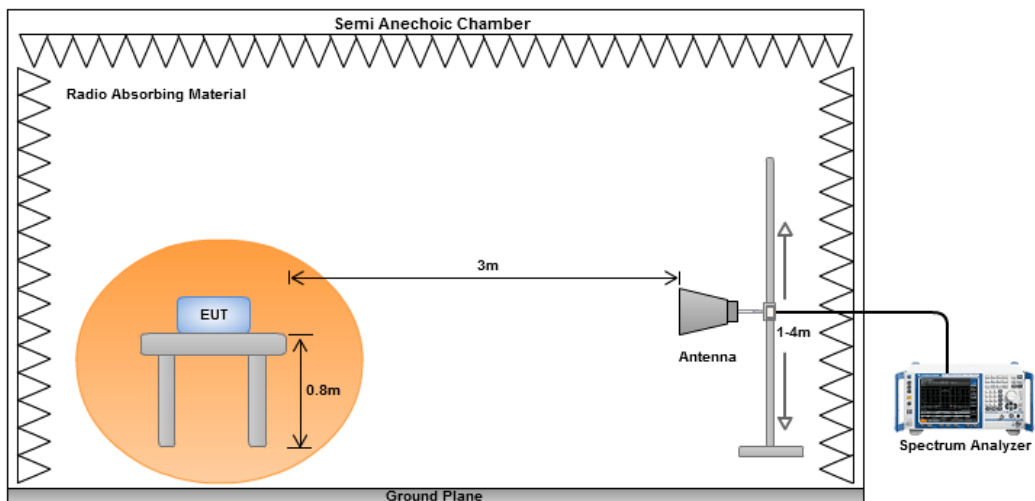 Semi Anechoic Chamber
Radio Absorbing Material
3m
EUT
0.8m
Antenna
1-4m
Spectrum Analyzer
Ground Plane